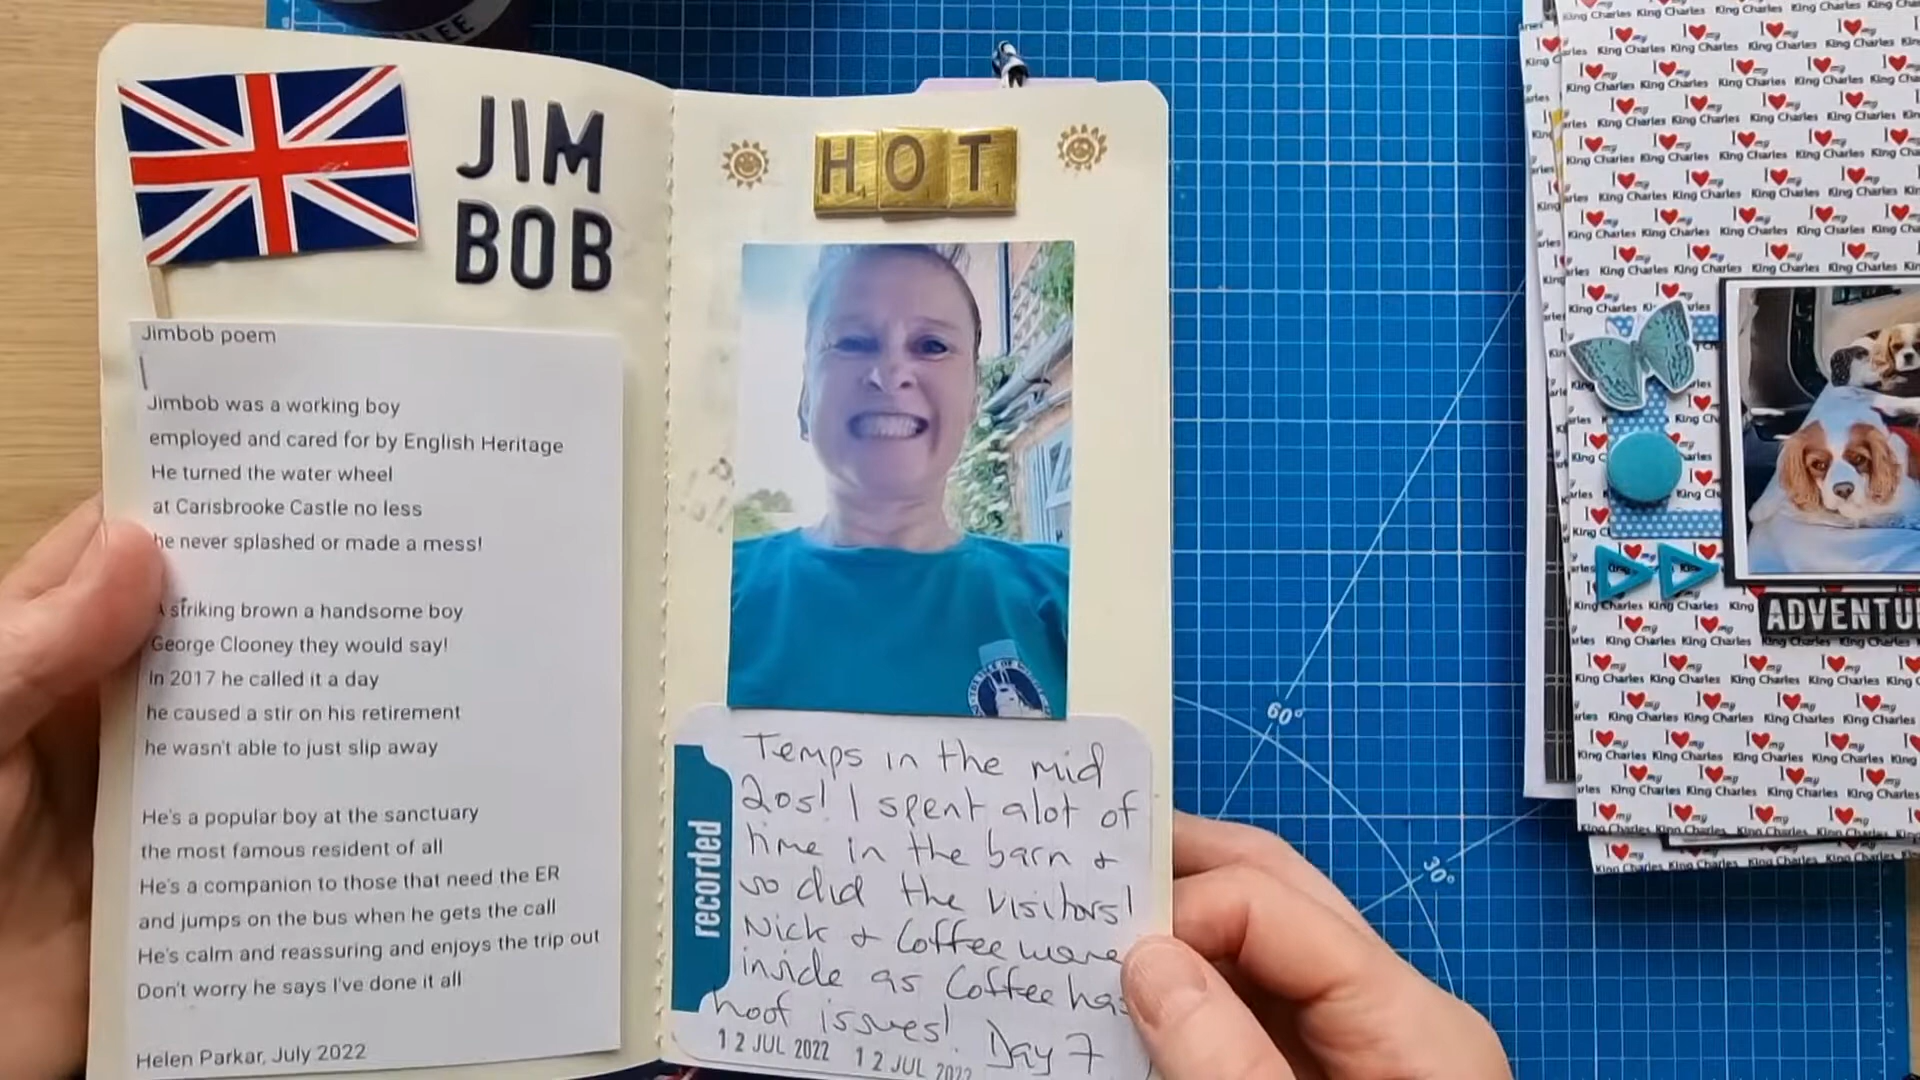 JIM
BOB
Jimbob poem
Jimbob was a working boy
employed and cared for by English Heritage
He turned the water wheel
at Carisbrooke Castle no less
he never splashed or made a mess!
A striking brown a handsome boy
George Clooney they would say!
In 2017 he called it a day
he caused a stir on his retirement
he wasn't able to just slip away
He's a popular boy at the sanctuary
the most famous resident of all
He's a companion to those that need the ER
and jumps on the bus when he gets the call
He's calm and reassuring and enjoys the trip out
Don't worry he says I've done it all
Helen Parkar, July 2022
HOT
recorded
Temps in the mid
20s! I spent alot of
time in the barn &
so did the visitors!
Nick & Coffee were
inside as Coffee has
hoof issues!
Day 7
12 JUL 2022 12 JUL 2022
60°
30°
I ❤ my King Charles
ADVENTU